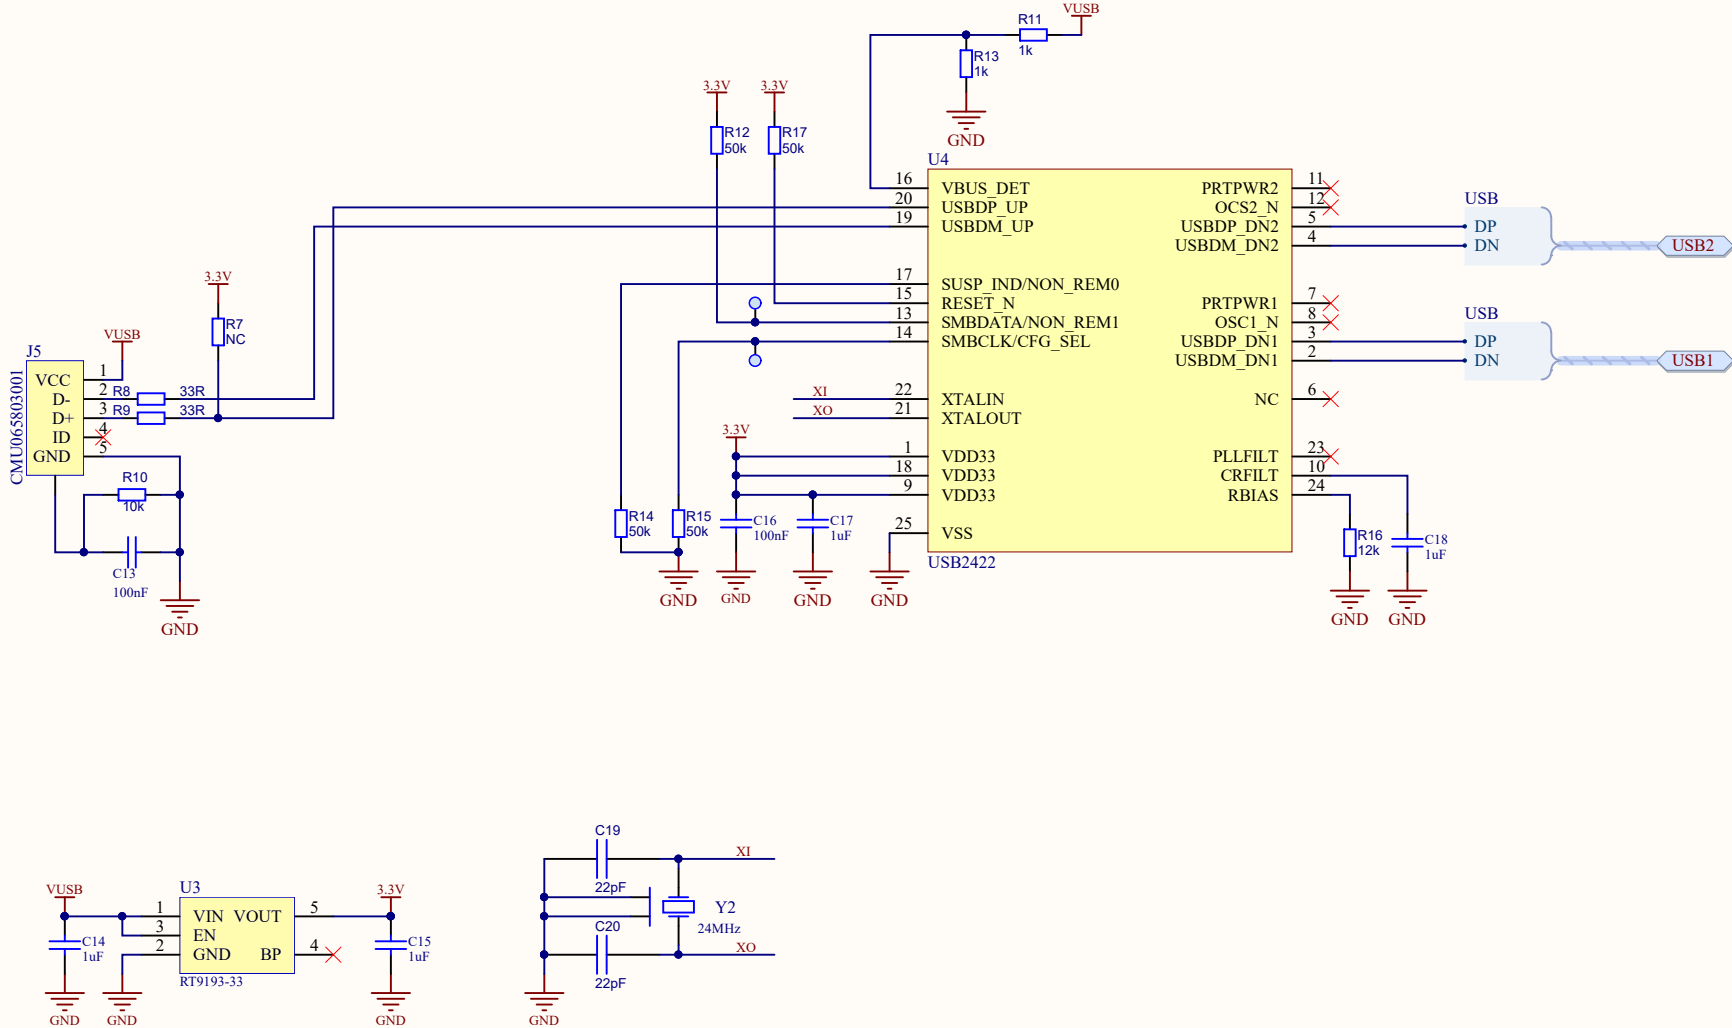 VUSB
R11
1k
R13
1k
GND
3.3V
3.3V
R12
50k
R17
50k
U4
16
VBUS_DET
20
USBDP_UP
19
USBDM_UP
17
SUSP_IND/NON_REM0
15
RESET_N
13
SMBDATA/NON_REM1
14
SMBCLK/CFG_SEL
XI
22
XTALIN
XO
21
XTALOUT
1
VDD33
18
VDD33
9
VDD33
25
VSS
USB2422
PRTPWR2
11
OCS2_N
12
USBDP_DN2
5
USBDM_DN2
4
PRTPWR1
7
OSC1_N
8
USBDP_DN1
3
USBDM_DN1
2
NC
6
PLLFILT
23
CRFILT
10
RBIAS
24
USB
DP
DN
USB2
USB
DP
DN
USB1
3.3V
R7
NC
VUSB
J5
CMU065803001
VCC
1
D-
2
R8
33R
D+
3
R9
33R
ID
4
GND
5
R10
10k
C13
100nF
GND
R14
50k
R15
50k
GND
3.3V
C16
100nF
GND
C17
1uF
GND
GND
R16
12k
GND
C18
1uF
GND
VUSB
C14
1uF
GND
GND
U3
1
VIN
3
EN
2
GND
VOUT
5
BP
4
RT9193-33
3.3V
C15
1uF
GND
C19
22pF
XI
Y2
24MHz
C20
22pF
XO
GND